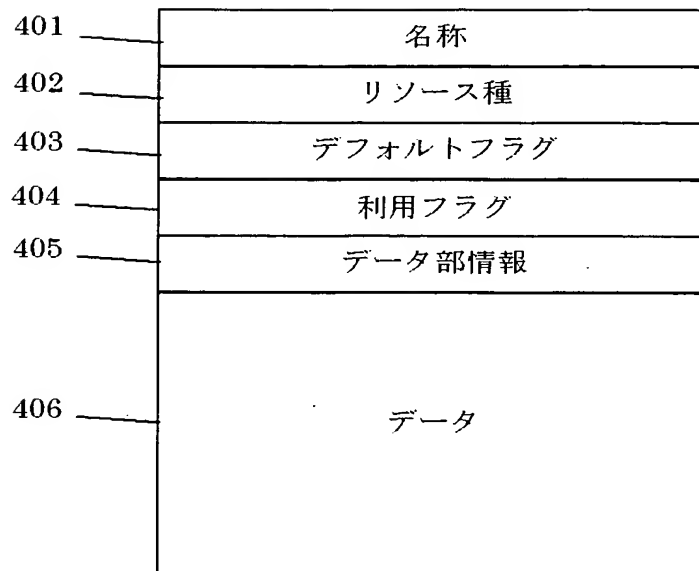 401 名称
402 リソース種
403 デフォルトフラグ
404 利用フラグ
405 データ部情報
406 データ